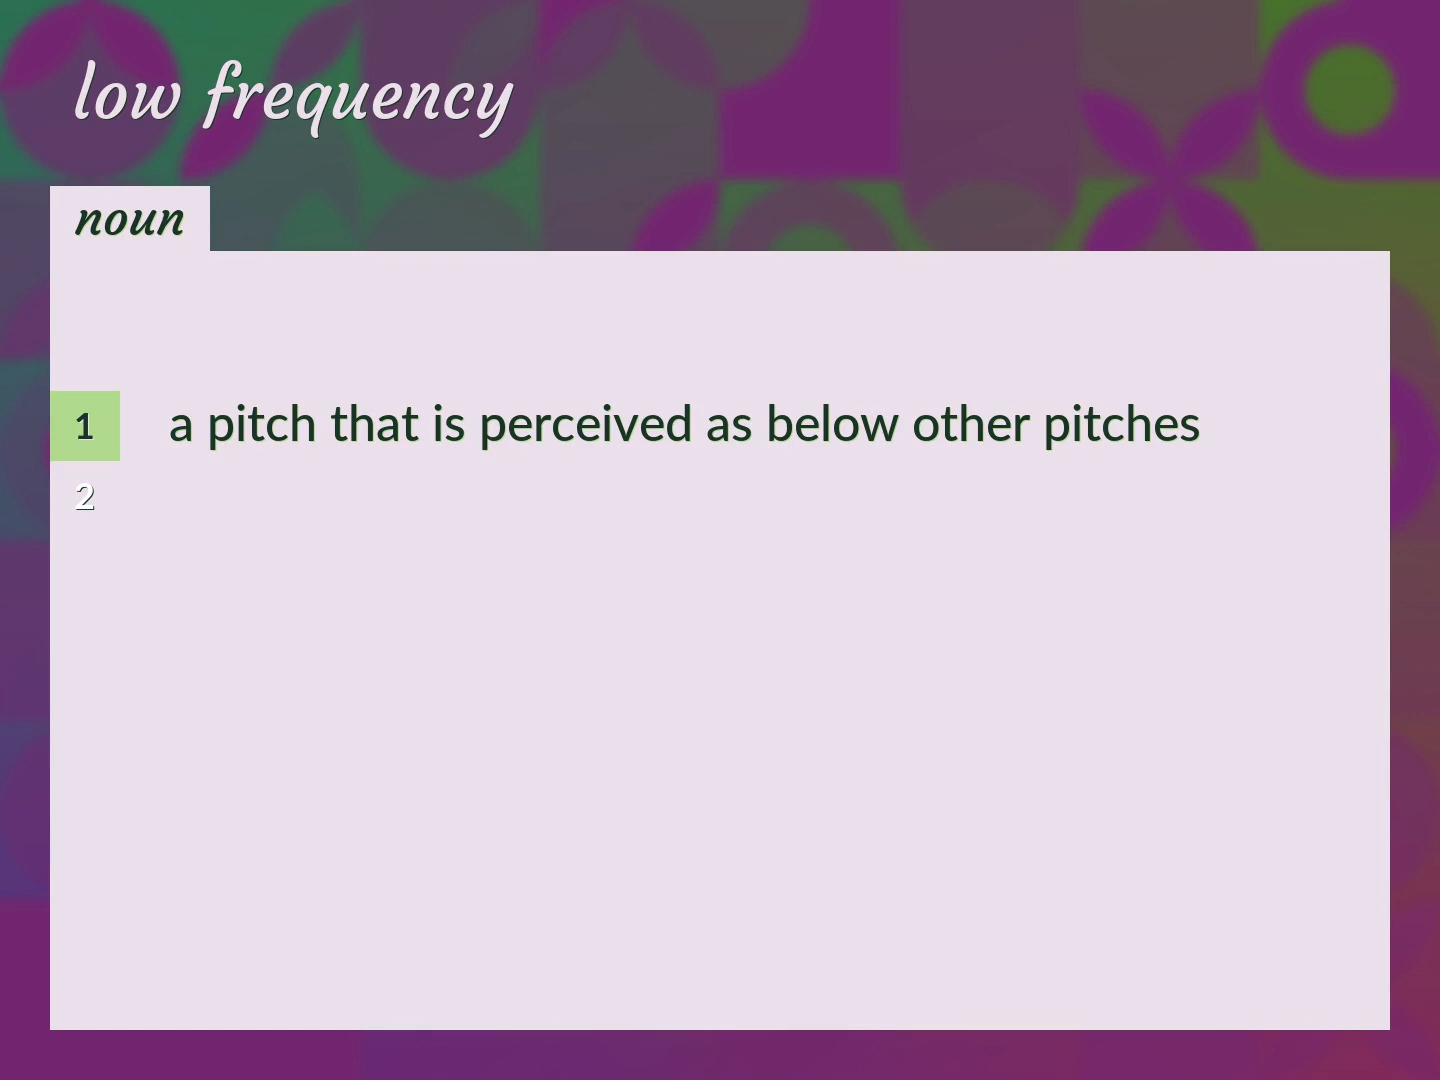 low frequency
noun
1 a pitch that is perceived as below other pitches
2